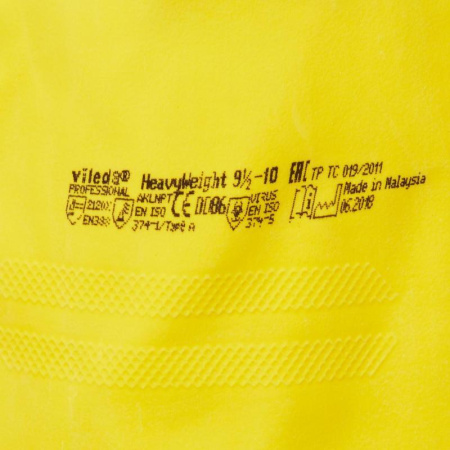 vileda® HeavyWeight 9½-10 EAC TP TC 019/2011
PROFESSIONAL AKLNPT VIRUS Made in Malaysia
EN ISO CE 0086 EN ISO 06.2018
EN388 374-1/Type A 374-5